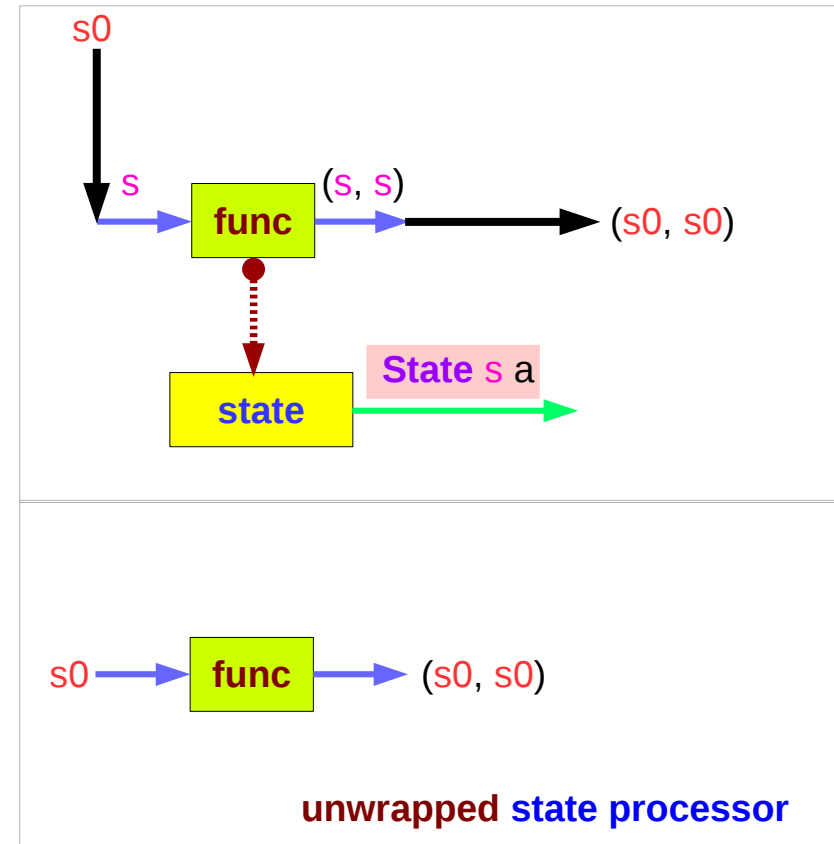 s0
s (s, s)
func (s0, s0)
State s a
state
s0 func (s0, s0)
unwrapped state processor